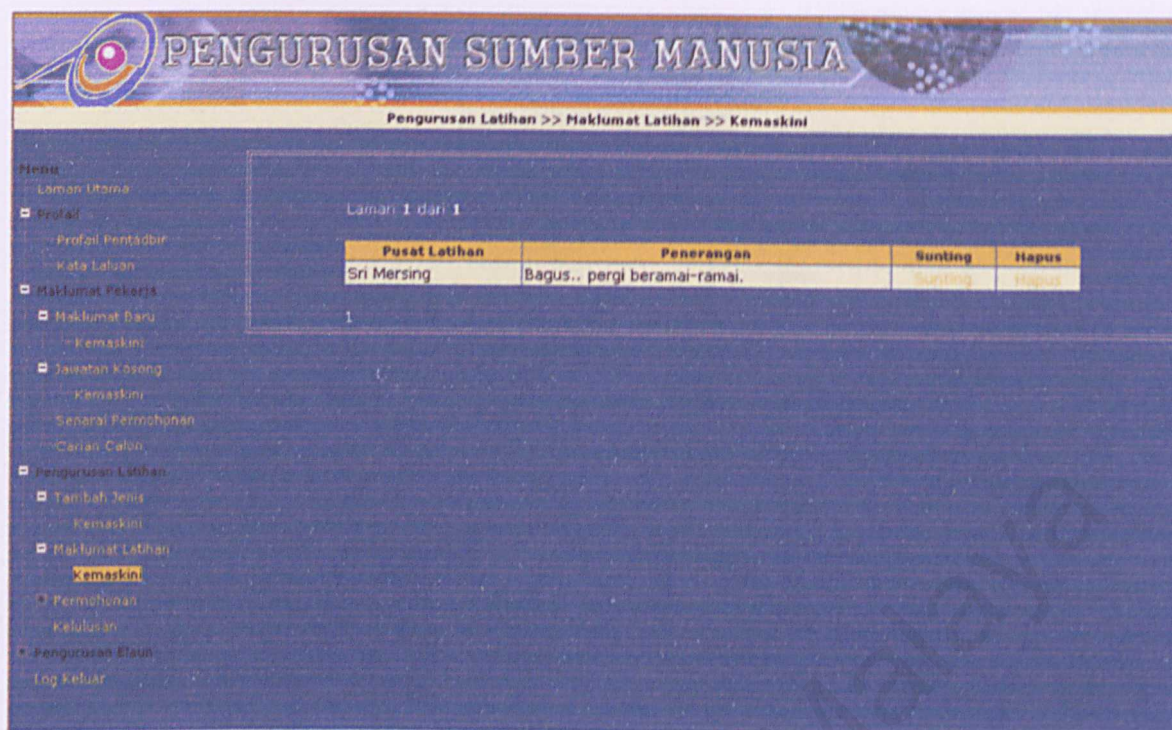 PENGURUSAN SUMBER MANUSIA
Pengurusan Latihan >> Maklumat Latihan >> Kemaskini
Menu
Laman Utama
Profail
Profail Pentadbir
Kata Laluan
Maklumat Pekerja
Maklumat Baru
Kemaskini
Jawatan Kosong
Kemaskini
Senarai Permohonan
Carian Calon
Pengurusan Latihan
Tambah Jenis
Kemaskini
Maklumat Latihan
Kemaskini
Permohonan
Kelulusan
Pengurusan Elaun
Log Keluar
Laman 1 dari 1
Pusat Latihan Penerangan Sunting Hapus
Sri Mersing Bagus.. pergi beramai-ramai. Sunting Hapus
1
Malaya